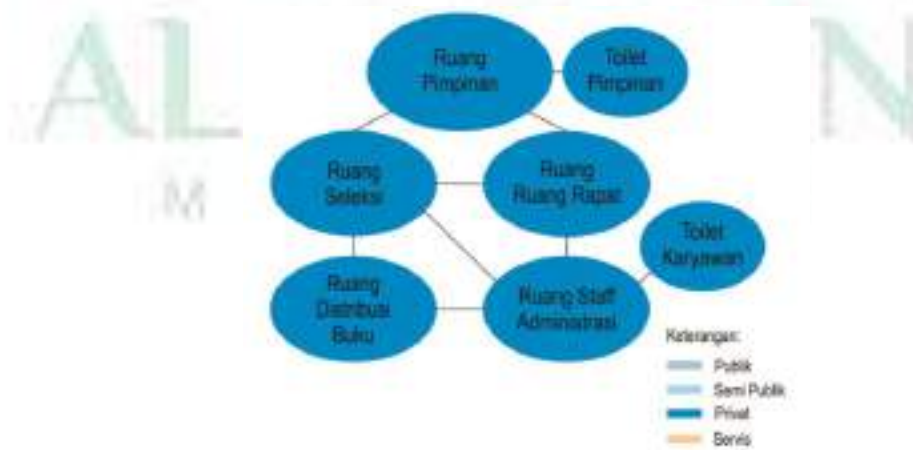 AL
N
M
Ruang
Pimpinan
Toilet
Pimpinan
Ruang
Seleksi
Ruang
Ruang Rapat
Toilet
Karyawan
Ruang
Distribusi
Buku
Ruang Staff
Administrasi
Keterangan:
Publik
Semi Publik
Privat
Servis